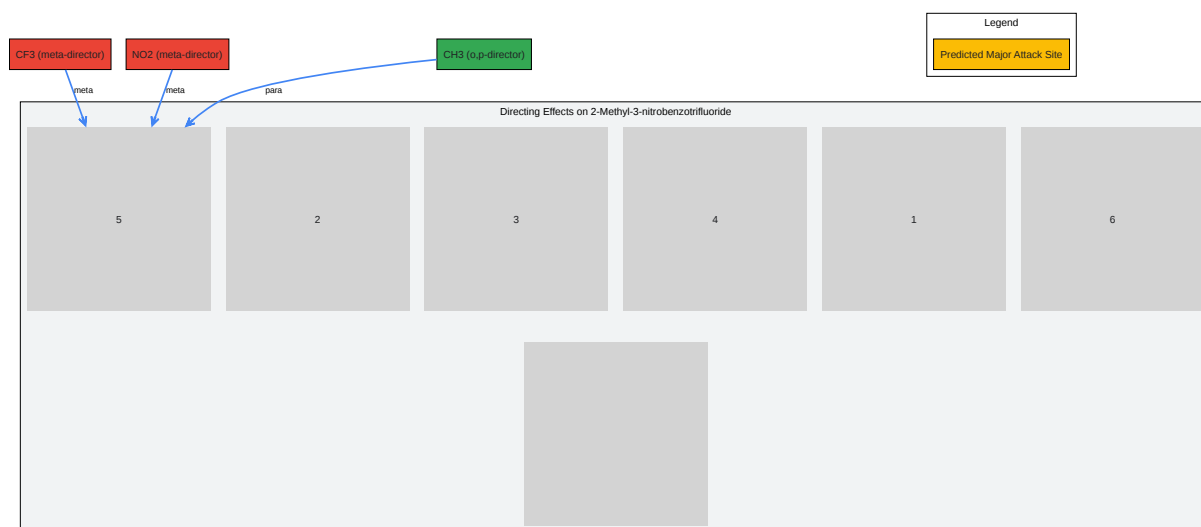 Legend
CF3 (meta-director)
NO2 (meta-director)
CH3 (o,p-director)
Predicted Major Attack Site
meta
meta
para
Directing Effects on 2-Methyl-3-nitrobenzotrifluoride
5
2
3
4
1
6